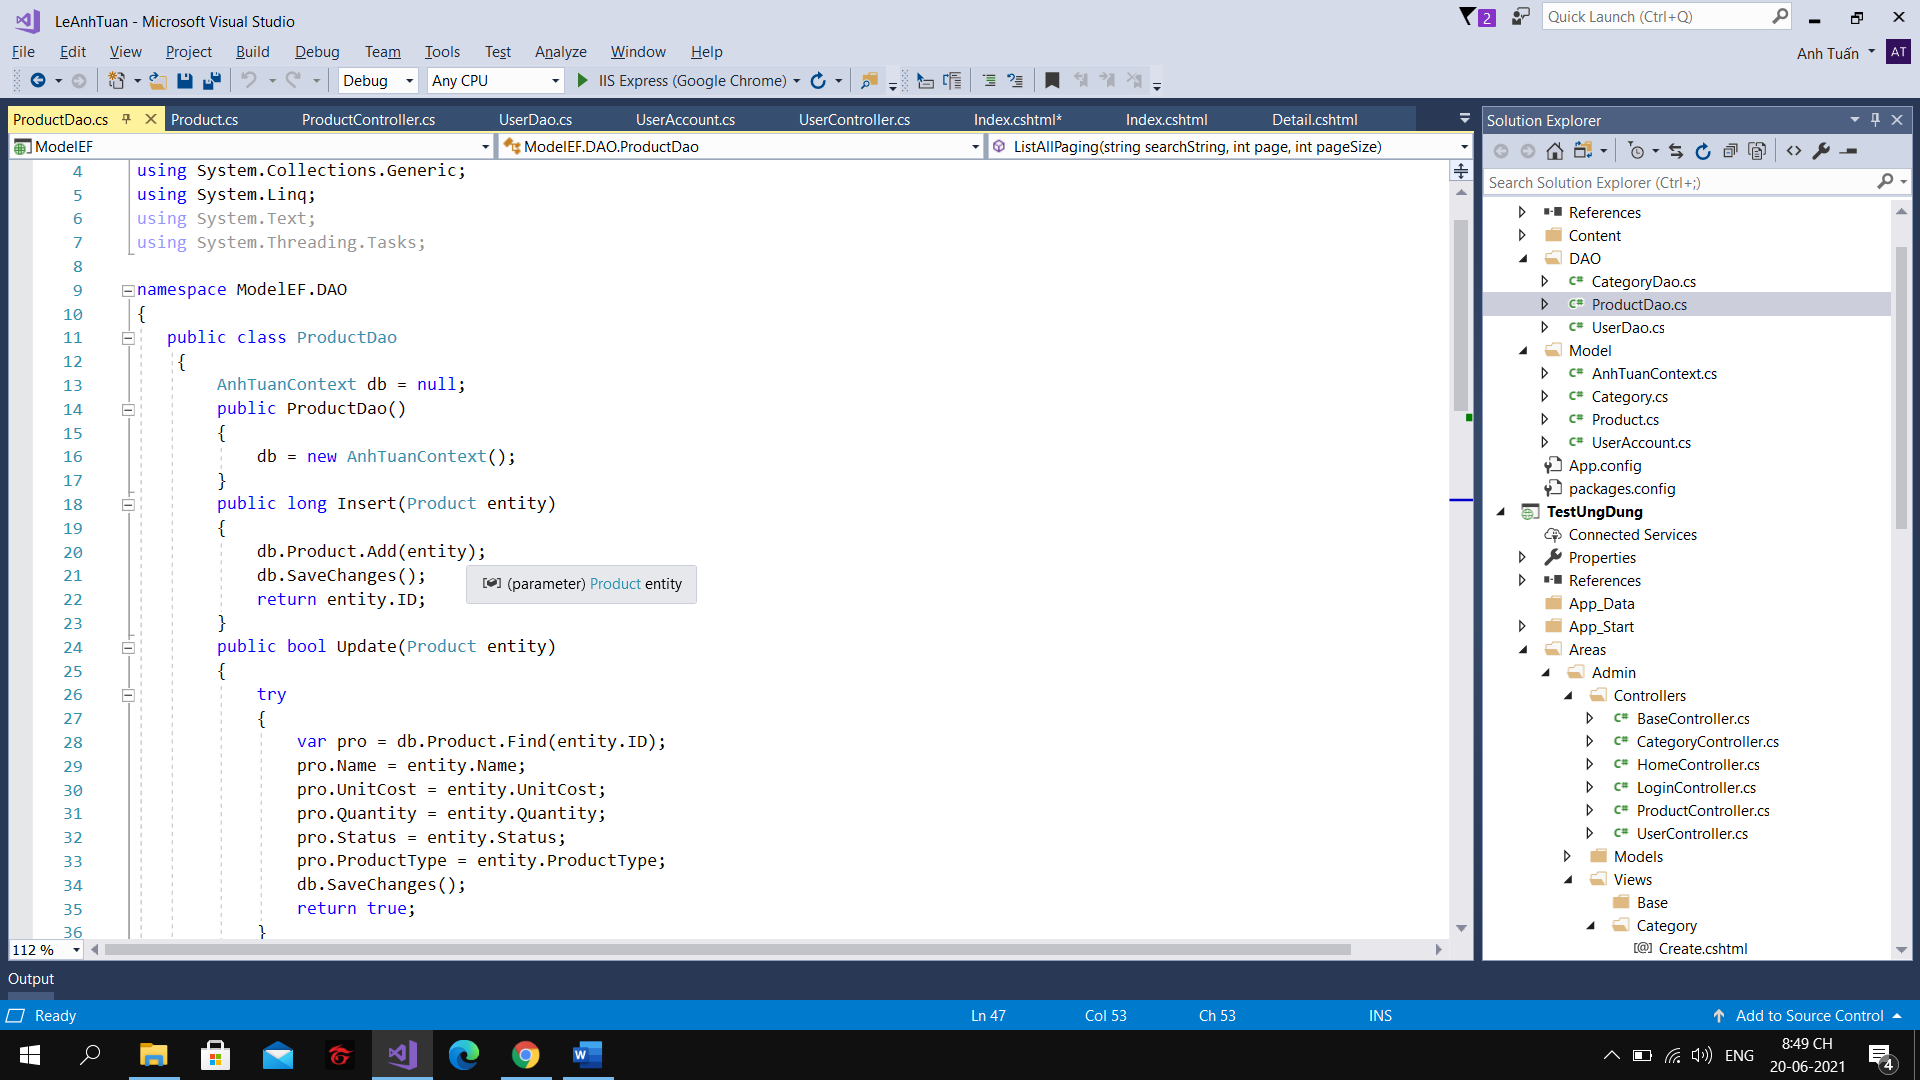 LeAnhTuan - Microsoft Visual Studio
2
Quick Launch (Ctrl+Q)
File Edit View Project Build Debug Team Tools Test Analyze Window Help
Anh Tuấn AT
Debug Any CPU IIS Express (Google Chrome)
ProductDao.cs Product.cs ProductController.cs UserDao.cs UserAccount.cs UserController.cs Index.cshtml* Index.cshtml Detail.cshtml
ModelEF ModelEF.DAO.ProductDao ListAllPaging(string searchString, int page, int pageSize)
4 using System.Collections.Generic;
5 using System.Linq;
6 using System.Text;
7 using System.Threading.Tasks;
8
9 namespace ModelEF.DAO
10 {
11 public class ProductDao
12 {
13 AnhTuanContext db = null;
14 public ProductDao()
15 {
16 db = new AnhTuanContext();
17 }
18 public long Insert(Product entity)
19 {
20 db.Product.Add(entity);
21 db.SaveChanges();
(parameter) Product entity
22 return entity.ID;
23 }
24 public bool Update(Product entity)
25 {
26 try
27 {
28 var pro = db.Product.Find(entity.ID);
29 pro.Name = entity.Name;
30 pro.UnitCost = entity.UnitCost;
31 pro.Quantity = entity.Quantity;
32 pro.Status = entity.Status;
33 pro.ProductType = entity.ProductType;
34 db.SaveChanges();
35 return true;
36 }
112 %
Solution Explorer
Search Solution Explorer (Ctrl+;)
References
Content
DAO
C# CategoryDao.cs
C# ProductDao.cs
C# UserDao.cs
Model
C# AnhTuanContext.cs
C# Category.cs
C# Product.cs
C# UserAccount.cs
App.config
packages.config
TestUngDung
Connected Services
Properties
References
App_Data
App_Start
Areas
Admin
Controllers
C# BaseController.cs
C# CategoryController.cs
C# HomeController.cs
C# LoginController.cs
C# ProductController.cs
C# UserController.cs
Models
Views
Base
Category
[@] Create.cshtml
Output
Ready Ln 47 Col 53 Ch 53 INS Add to Source Control
ENG
8:49 CH
20-06-2021
4